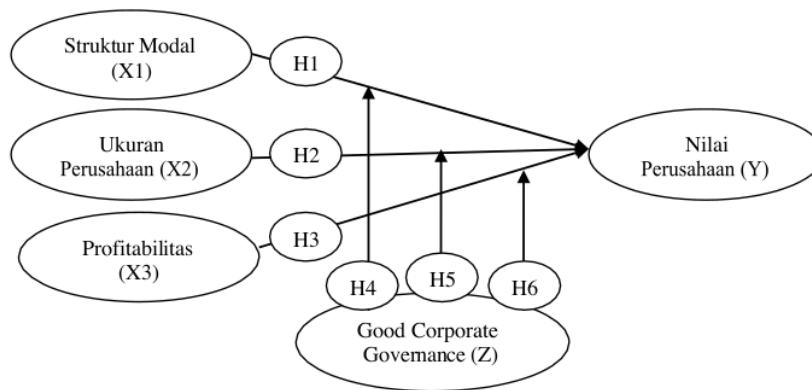 Struktur Modal
(X1)
H1
Ukuran
Perusahaan (X2)
H2
Nilai
Perusahaan (Y)
Profitabilitas
(X3)
H3
H4
H5
H6
Good Corporate
Governance (Z)